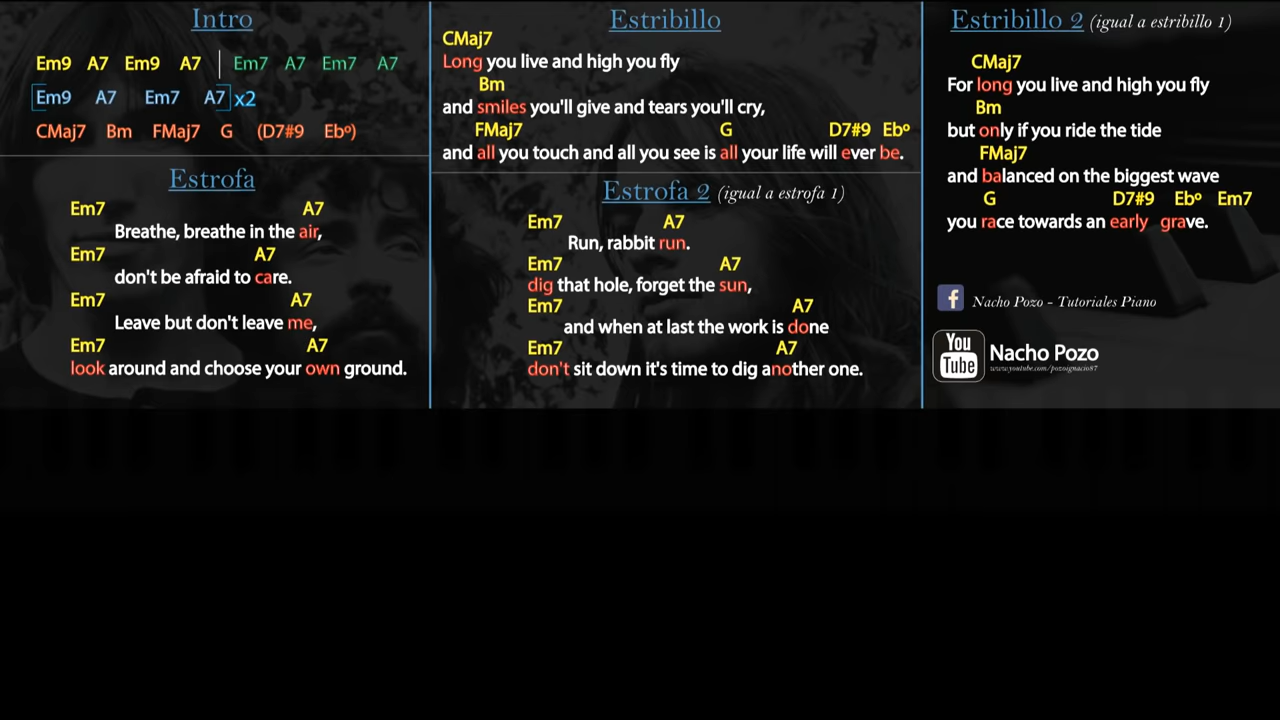 Intro
Em9 A7 Em9 A7 Em7 A7 Em7 A7
Em9 A7 Em7 A7 x2
CMaj7 Bm FMaj7 G (D7#9 Ebº)
Estrofa
Em7 A7
Breathe, breathe in the air,
Em7 A7
don't be afraid to care.
Em7 A7
Leave but don't leave me,
Em7 A7
look around and choose your own ground.
Estribillo
CMaj7
Long you live and high you fly
Bm
and smiles you'll give and tears you'll cry,
FMaj7 G D7#9 Ebº
and all you touch and all you see is all your life will ever be.
Estrofa 2 (igual a estrofa 1)
Em7 A7
Run, rabbit run.
Em7 A7
dig that hole, forget the sun,
Em7 A7
and when at last the work is done
Em7 A7
don't sit down it's time to dig another one.
Estribillo 2 (igual a estribillo 1)
CMaj7
For long you live and high you fly
Bm
but only if you ride the tide
FMaj7
and balanced on the biggest wave
G D7#9 Ebº Em7
you race towards an early grave.
f Nacho Pozo - Tutoriales Piano
You Tube
Nacho Pozo
www.youtube.com/pozoignacio87